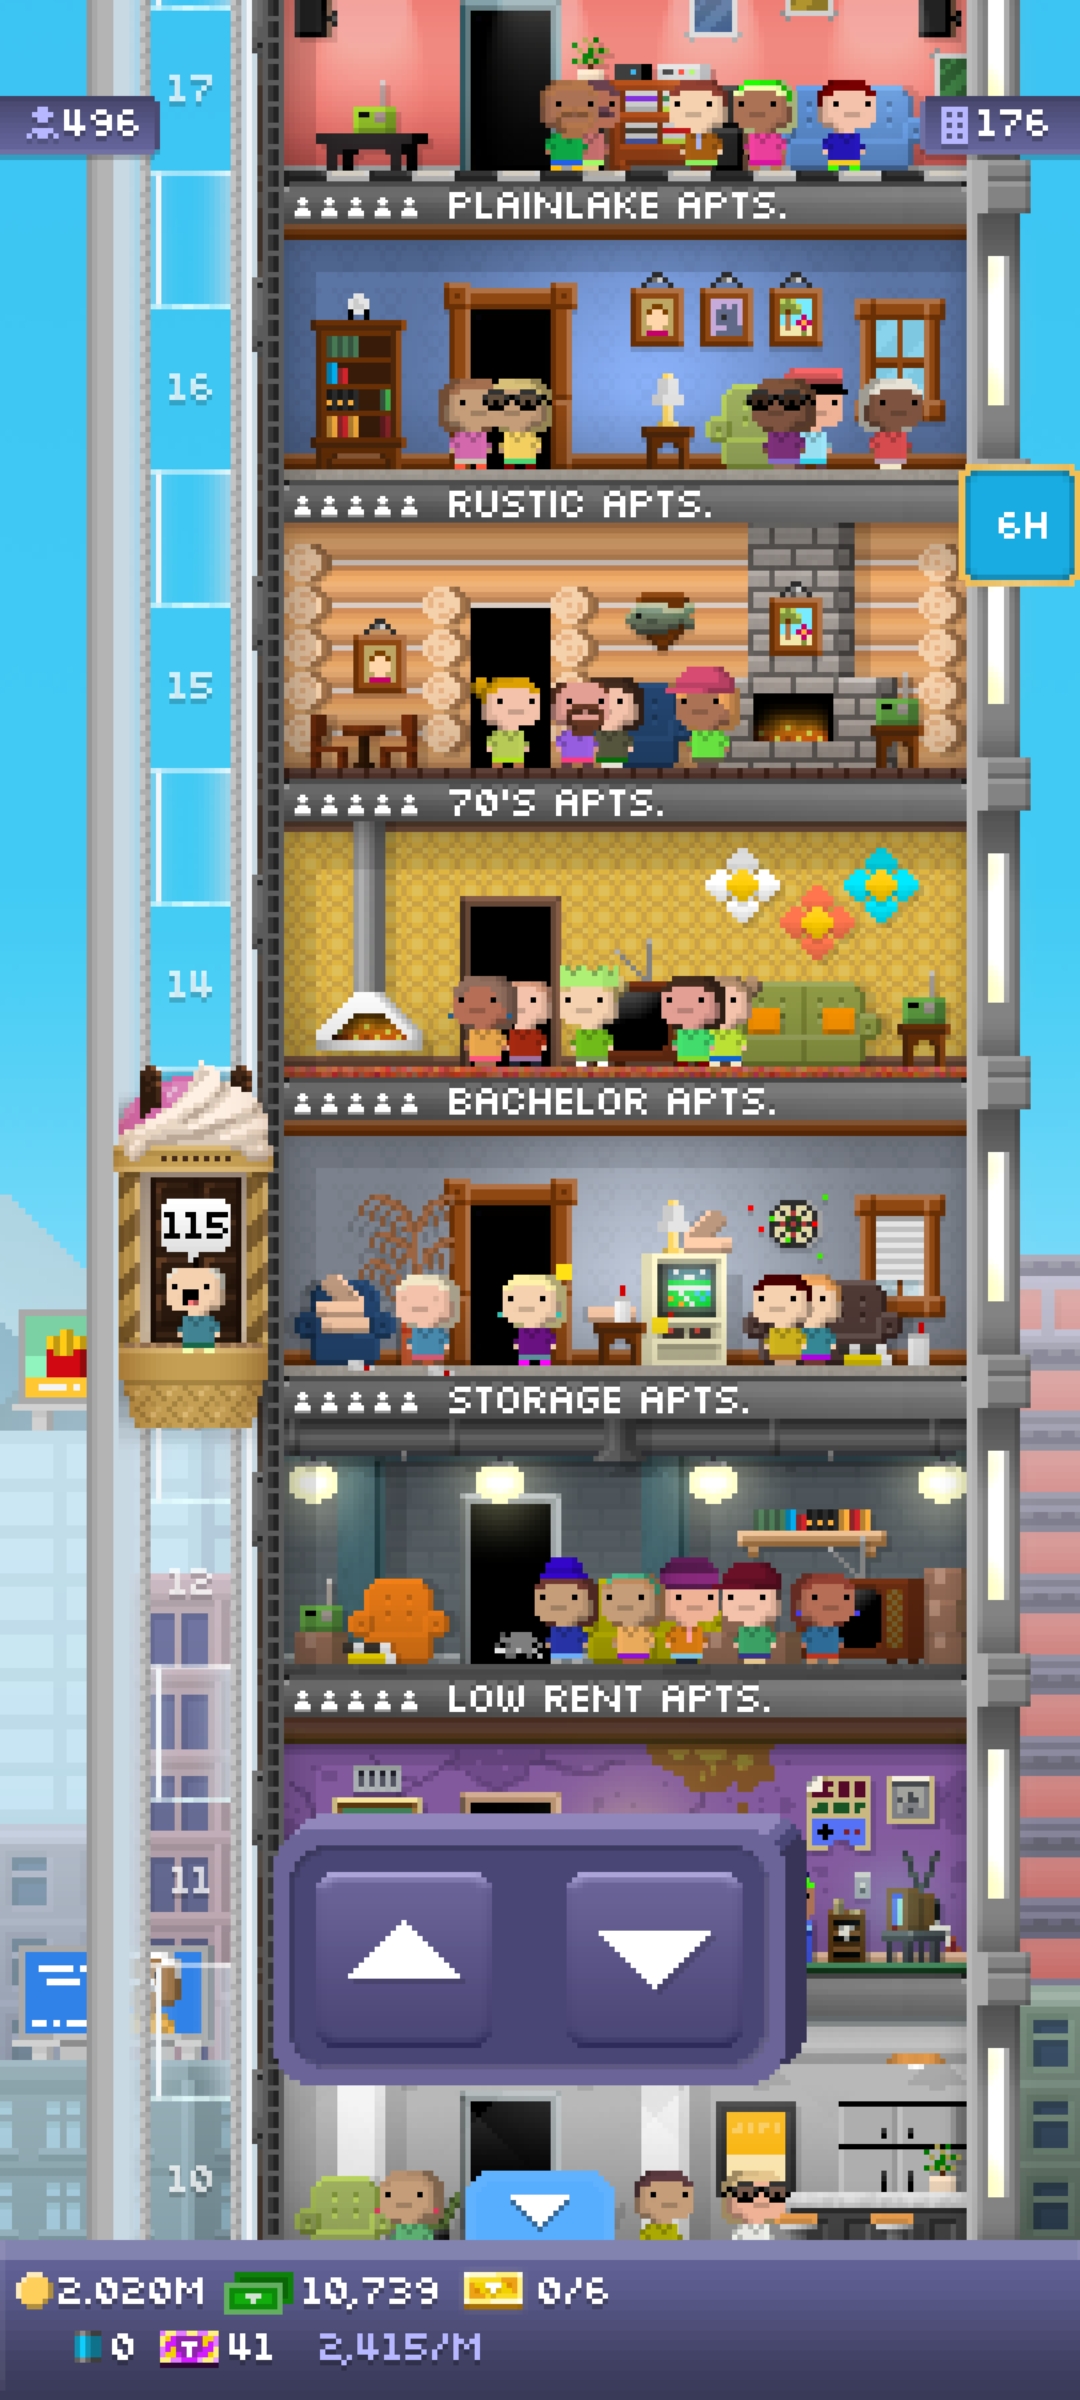 17
496
176
PLAINLAKE APTS.
16
RUSTIC APTS.
6H
15
70'S APTS.
14
BACHELOR APTS.
115
STORAGE APTS.
12
LOW RENT APTS.
11
10
2.020M 10,739 0/6
0 T 41 2,415/M